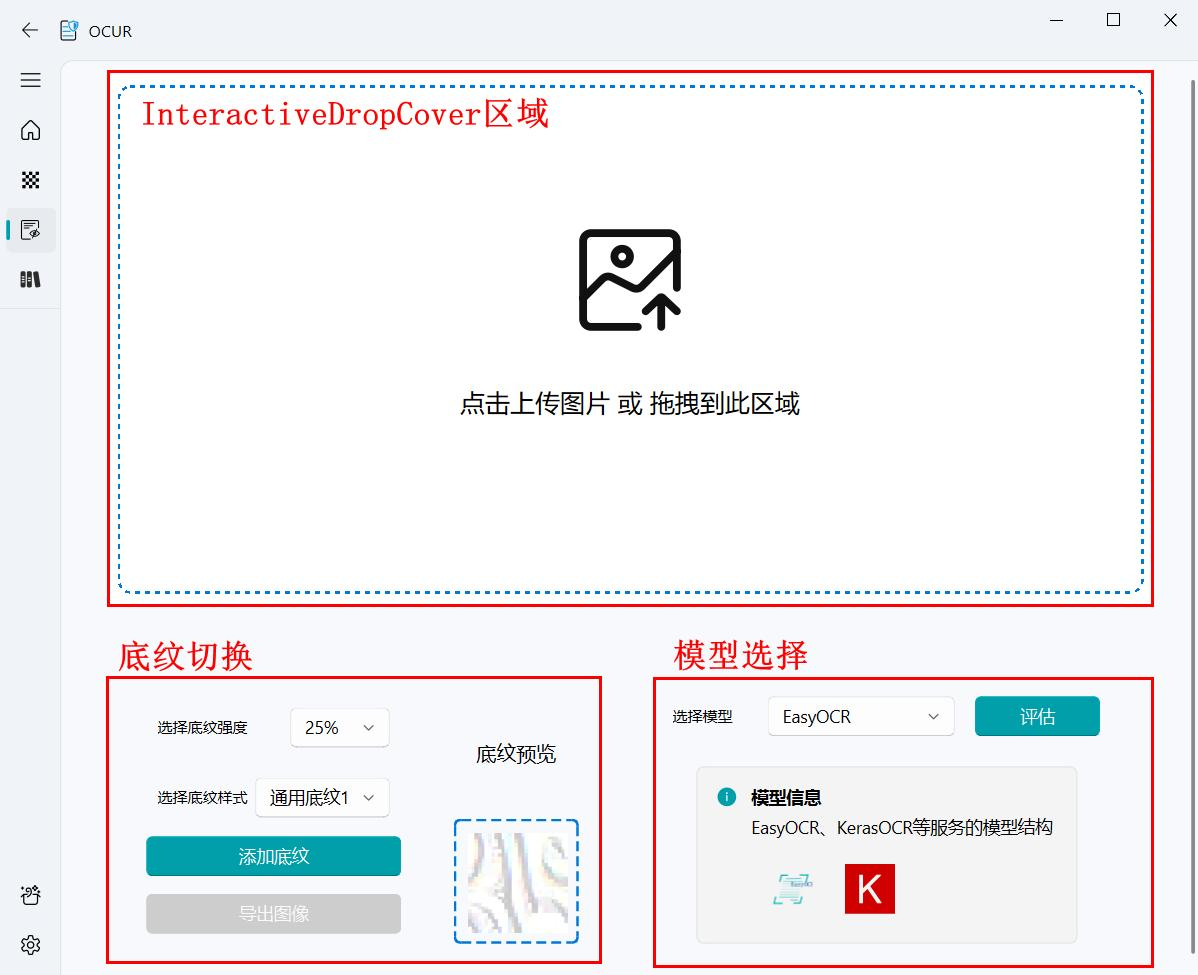 OCUR
InteractiveDropCover区域
点击上传图片 或 拖拽到此区域
底纹切换
选择底纹强度
25%
底纹预览
选择底纹样式
通用底纹1
添加底纹
导出图像
模型选择
选择模型
EasyOCR
评估
模型信息
EasyOCR、KerasOCR等服务的模型结构
EasyOCR
K